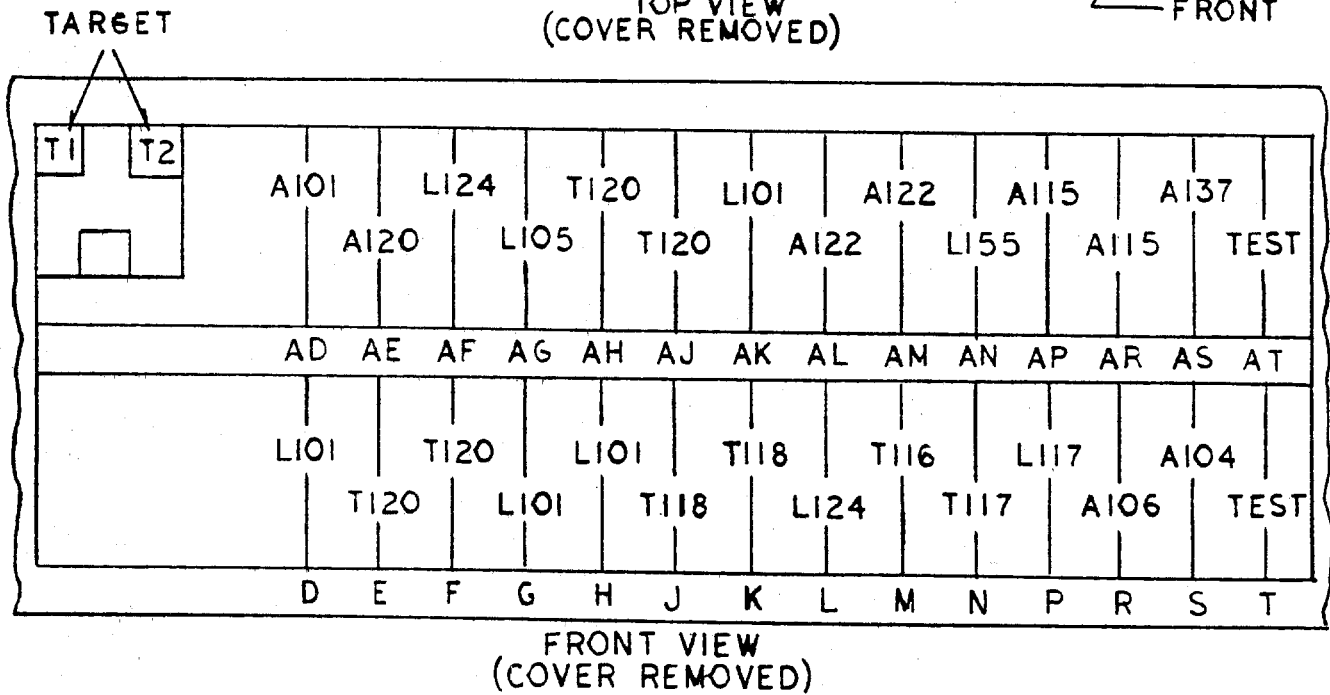 TOP VIEW
(COVER REMOVED)
FRONT
TARGET
T1 T2
A101 L124 T120 L101 A122 A115 A137
A120 L105 T120 A122 L155 A115 TEST
AD AE AF AG AH AJ AK AL AM AN AP AR AS AT
L101 T120 L101 T118 T116 L117 A104
T120 L101 T118 L124 T117 A106 TEST
D E F G H J K L M N P R S T
FRONT VIEW
(COVER REMOVED)